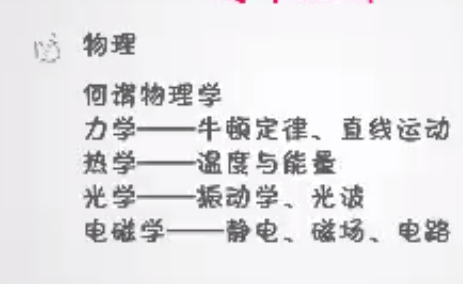 物理
何谓物理学
力学——牛顿定律、直线运动
热学——温度与能量
光学——振动学、光波
电磁学——静电、磁场、电路